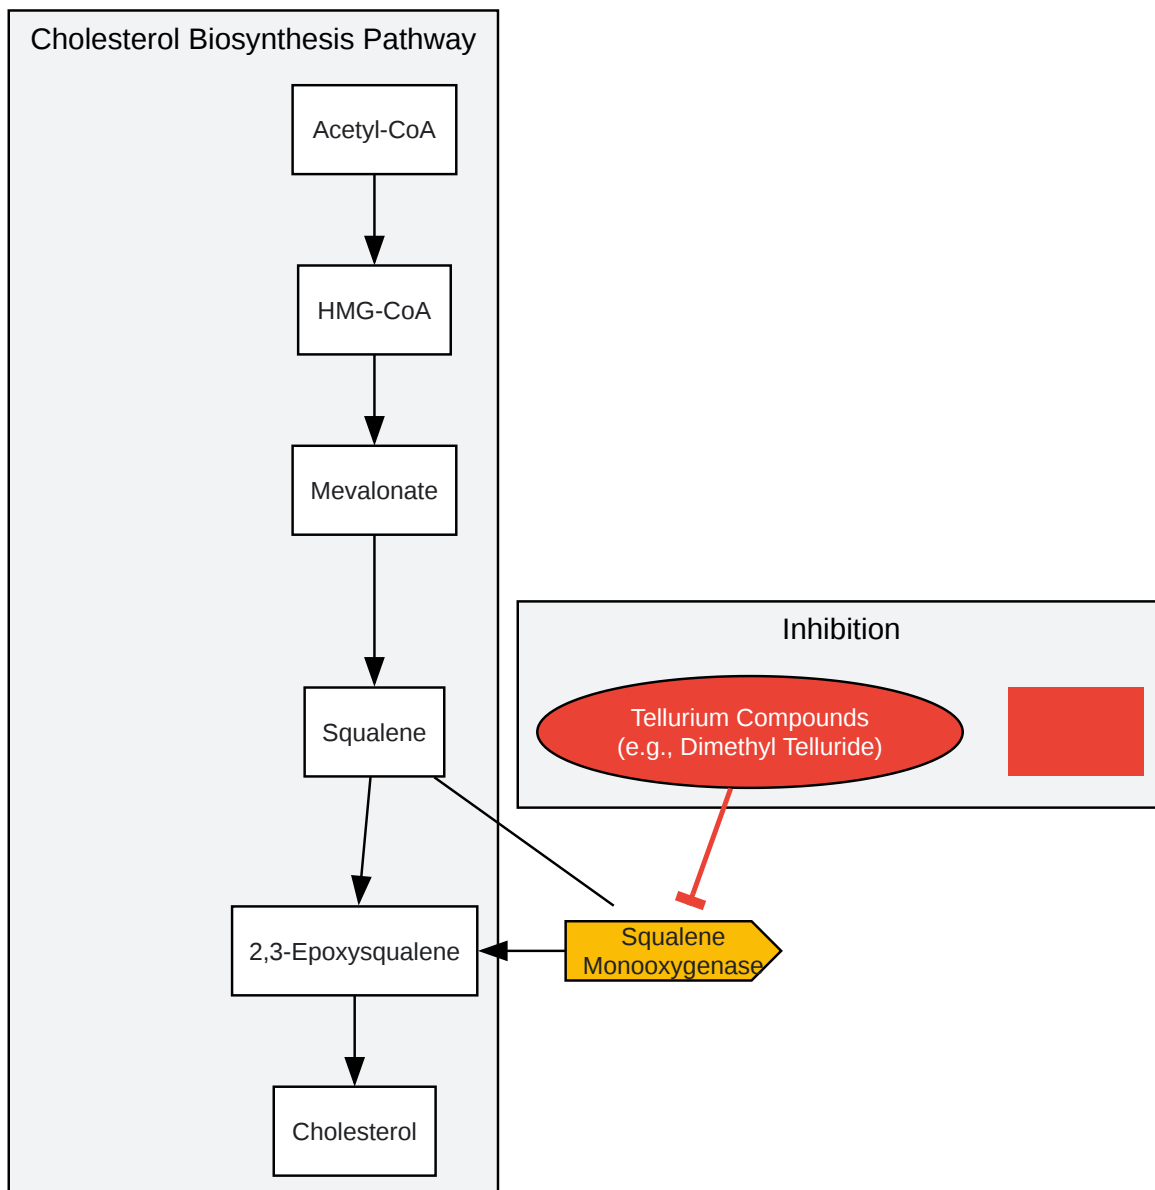 Cholesterol Biosynthesis Pathway
Acetyl-CoA
HMG-CoA
Mevalonate
Inhibition
Squalene
Tellurium Compounds
(e.g., Dimethyl Telluride)
2,3-Epoxysqualene
Squalene
Monooxygenase
Cholesterol